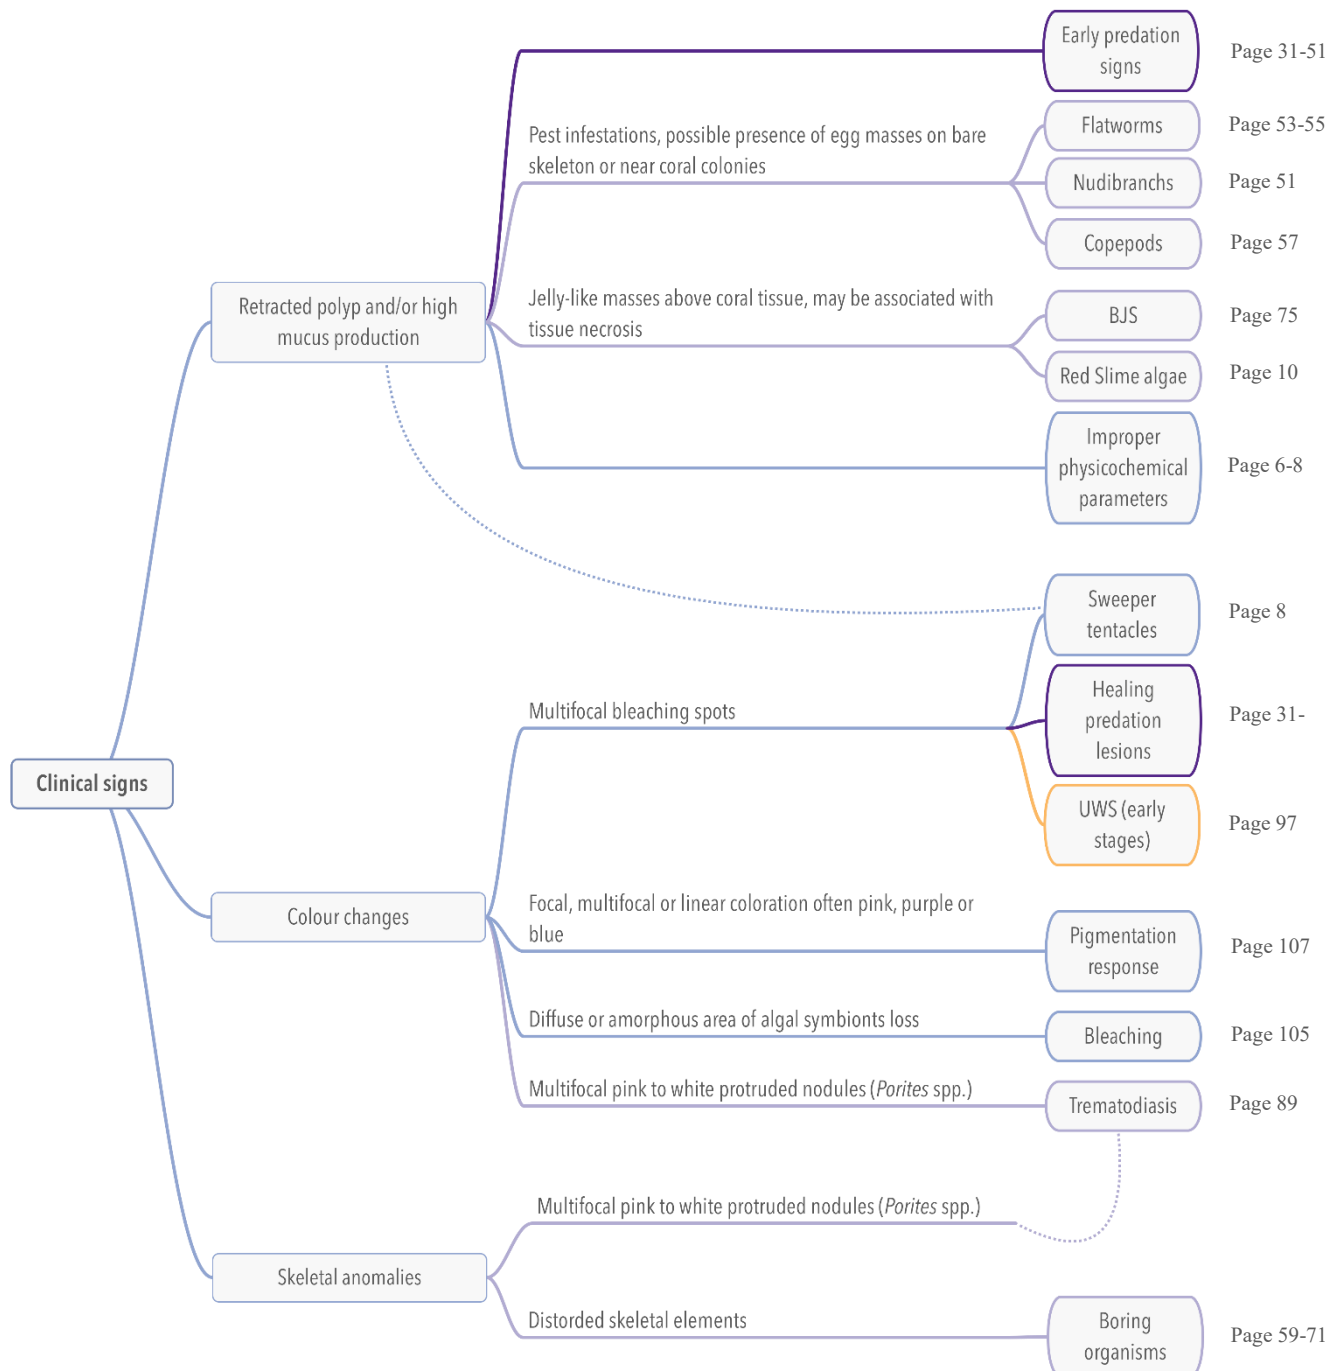 Early predation
signs
Page 31-51
Pest infestations, possible presence of egg masses on bare
skeleton or near coral colonies
Flatworms
Page 53-55
Nudibranchs
Page 51
Copepods
Page 57
Retracted polyp and/or high
mucus production
Jelly-like masses above coral tissue, may be associated with
tissue necrosis
BJS
Page 75
Red Slime algae
Page 10
Improper
physicochemical
parameters
Page 6-8
Sweeper
tentacles
Page 8
Multifocal bleaching spots
Healing
predation
lesions
Page 31-
Clinical signs
UWS (early
stages)
Page 97
Colour changes
Focal, multifocal or linear coloration often pink, purple or
blue
Pigmentation
response
Page 107
Diffuse or amorphous area of algal symbionts loss
Bleaching
Page 105
Multifocal pink to white protruded nodules (Porites spp.)
Trematodiasis
Page 89
Multifocal pink to white protruded nodules (Porites spp.)
Skeletal anomalies
Distorded skeletal elements
Boring
organisms
Page 59-71